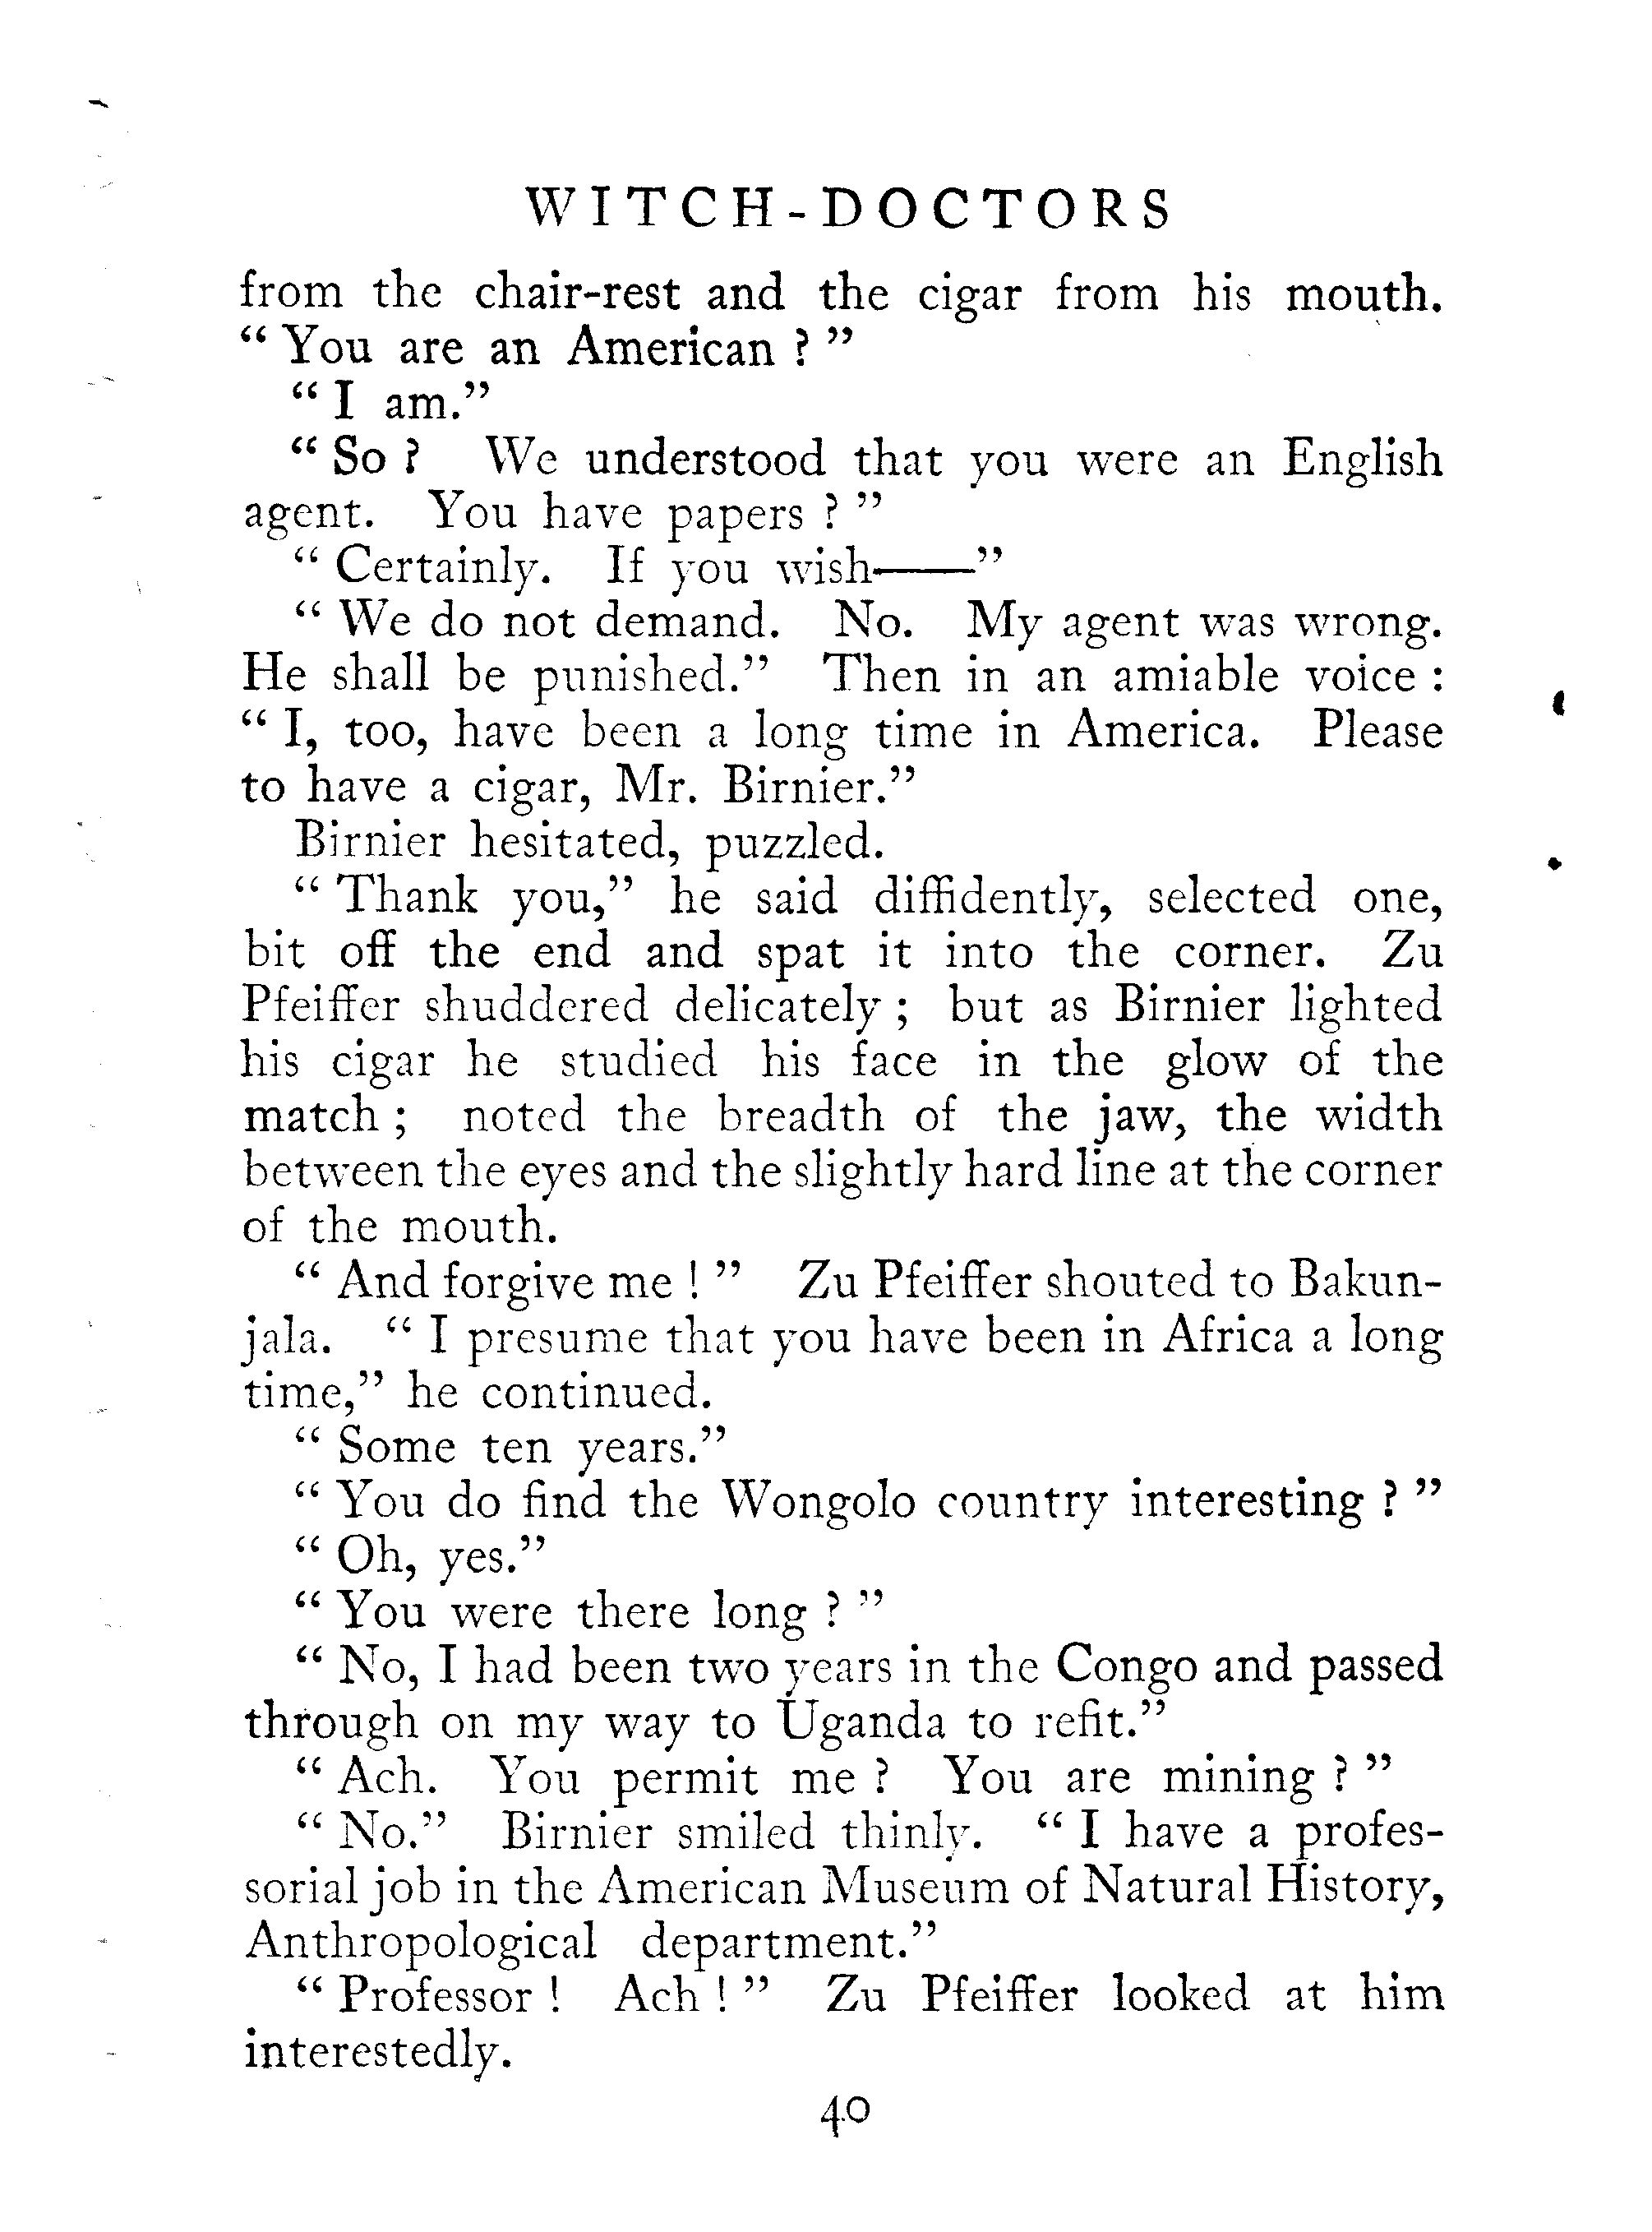 WITCH-DOCTORS
from the chair-rest and the cigar from his mouth.
“ You are an American ? ”
“ I am.”
“ So ? We understood that you were an English
agent. You have papers ? ”
“ Certainly. If you wish——”
“ We do not demand. No. My agent was wrong.
He shall be punished.” Then in an amiable voice :
“ I, too, have been a long time in America. Please
to have a cigar, Mr. Birnier.”
Birnier hesitated, puzzled.
“ Thank you,” he said diffidently, selected one,
bit off the end and spat it into the corner. Zu
Pfeiffer shuddered delicately ; but as Birnier lighted
his cigar he studied his face in the glow of the
match ; noted the breadth of the jaw, the width
between the eyes and the slightly hard line at the corner
of the mouth.
“ And forgive me ! ” Zu Pfeiffer shouted to Bakun-
jala. “ I presume that you have been in Africa a long
time,” he continued.
“ Some ten years.”
“ You do find the Wongolo country interesting ? ”
“ Oh, yes.”
“ You were there long ? ”
“ No, I had been two years in the Congo and passed
through on my way to Uganda to refit.”
“ Ach. You permit me ? You are mining ? ”
“ No.” Birnier smiled thinly. “ I have a profes-
sorial job in the American Museum of Natural History,
Anthropological department.”
“ Professor ! Ach ! ” Zu Pfeiffer looked at him
interestedly.
40